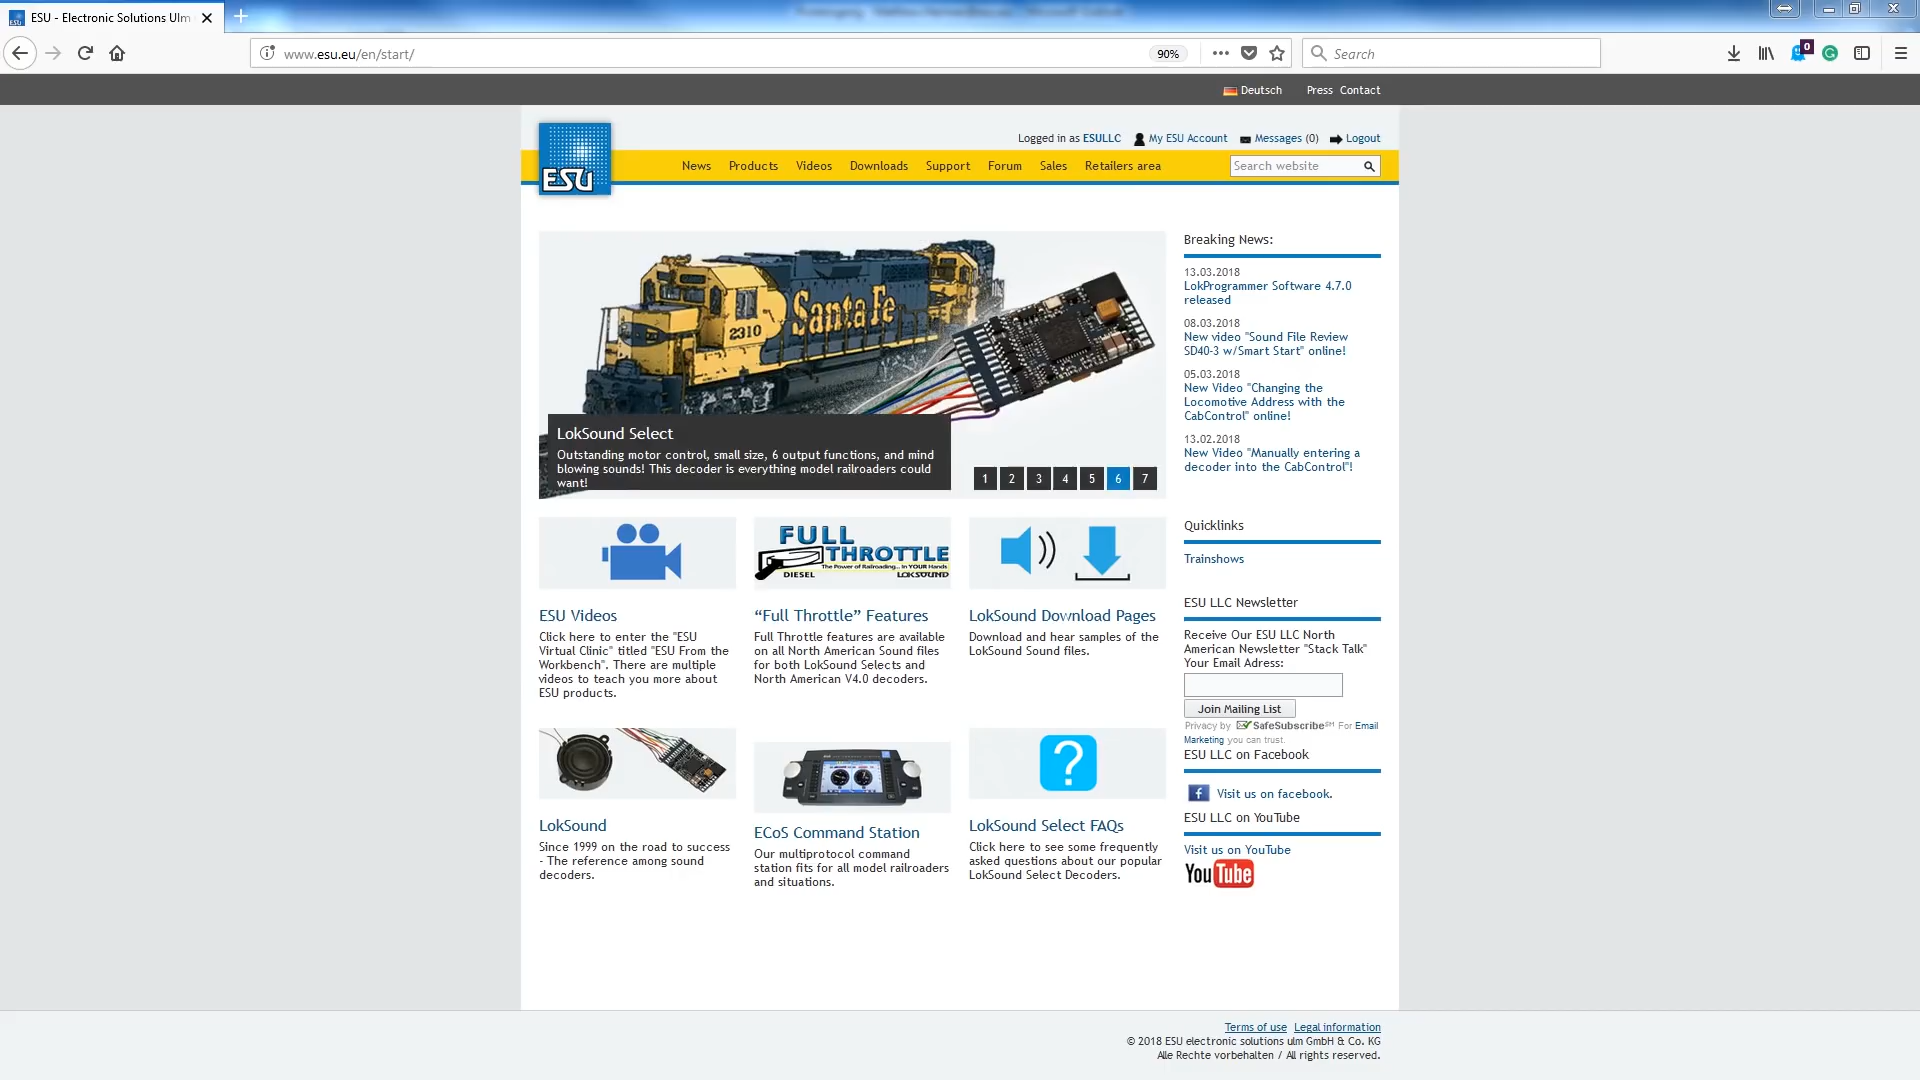 ESU - Electronic Solutions Ulm
www.esu.eu/en/start/
90%
Search
0
Deutsch
Press Contact
Logged in as ESULLC My ESU Account Messages (0) Logout
ESU
News Products Videos Downloads Support Forum Sales Retailers area
Search website
Santa Fe
2310
LokSound Select
Outstanding motor control, small size, 6 output functions, and mind
blowing sounds! This decoder is everything model railroaders could
want!
1 2 3 4 5 6 7
Breaking News:
13.03.2018
LokProgrammer Software 4.7.0
released
08.03.2018
New video "Sound File Review
SD40-3 w/Smart Start" online!
05.03.2018
New Video "Changing the
Locomotive Address with the
CabControl" online!
13.02.2018
New Video "Manually entering a
decoder into the CabControl"!
FULL
THROTTLE
The Power of Railroading... in YOUR Hands
DIESEL LOKSOUND
ESU Videos
Click here to enter the "ESU
Virtual Clinic" titled "ESU From the
Workbench". There are multiple
videos to teach you more about
ESU products.
“Full Throttle” Features
Full Throttle features are available
on all North American Sound files
for both LokSound Selects and
North American V4.0 decoders.
LokSound Download Pages
Download and hear samples of the
LokSound Sound files.
Quicklinks
Trainshows
ESU LLC Newsletter
Receive Our ESU LLC North
American Newsletter "Stack Talk"
Your Email Adress:
Join Mailing List
Privacy by SafeSubscribe℠ For Email
Marketing you can trust.
ESU LLC on Facebook
Visit us on facebook.
ESU LLC on YouTube
Visit us on YouTube
YouTube
LokSound
Since 1999 on the road to success
- The reference among sound
decoders.
ECoS Command Station
Our multiprotocol command
station fits for all model railroaders
and situations.
?
LokSound Select FAQs
Click here to see some frequently
asked questions about our popular
LokSound Select Decoders.
Terms of use Legal information
© 2018 ESU electronic solutions ulm GmbH & Co. KG
Alle Rechte vorbehalten / All rights reserved.